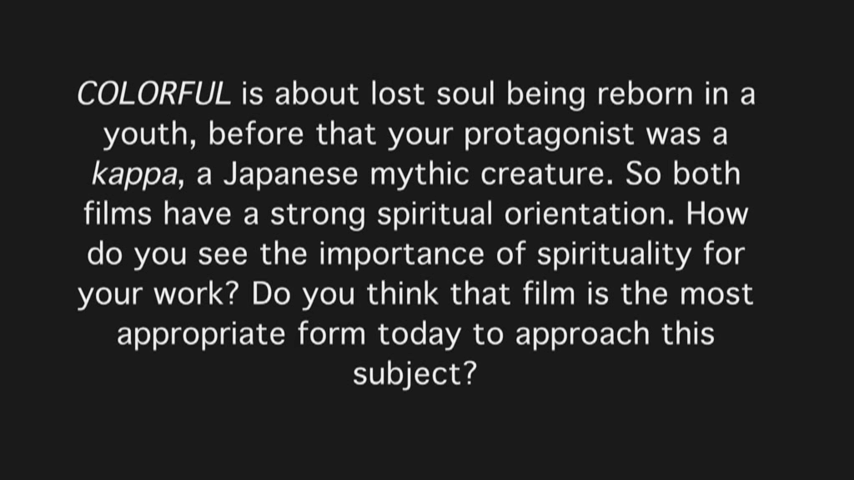 COLORFUL is about lost soul being reborn in a
youth, before that your protagonist was a
kappa, a Japanese mythic creature. So both
films have a strong spiritual orientation. How
do you see the importance of spirituality for
your work? Do you think that film is the most
appropriate form today to approach this
subject?